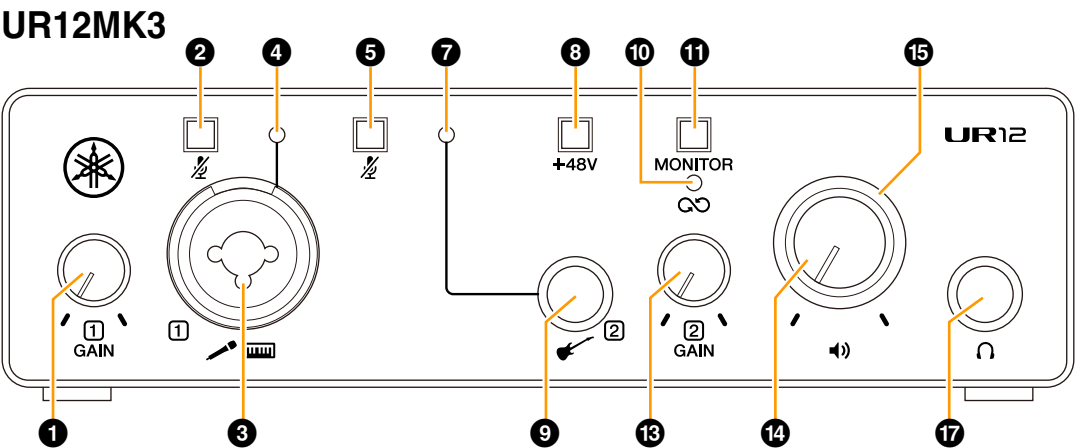 UR12MK3
2 4 5 7 8 10 11 15
+48V MONITOR UR12
1 1 2 2
GAIN GAIN
1 3 9 13 14 17